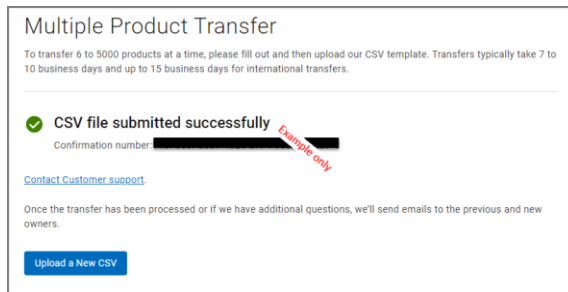 Multiple Product Transfer
To transfer 6 to 5000 products at a time, please fill out and then upload our CSV template. Transfers typically take 7 to
10 business days and up to 15 business days for international transfers.
CSV file submitted successfully
Example only
Confirmation number:
Contact Customer support.
Once the transfer has been processed or if we have additional questions, we'll send emails to the previous and new
owners.
Upload a New CSV